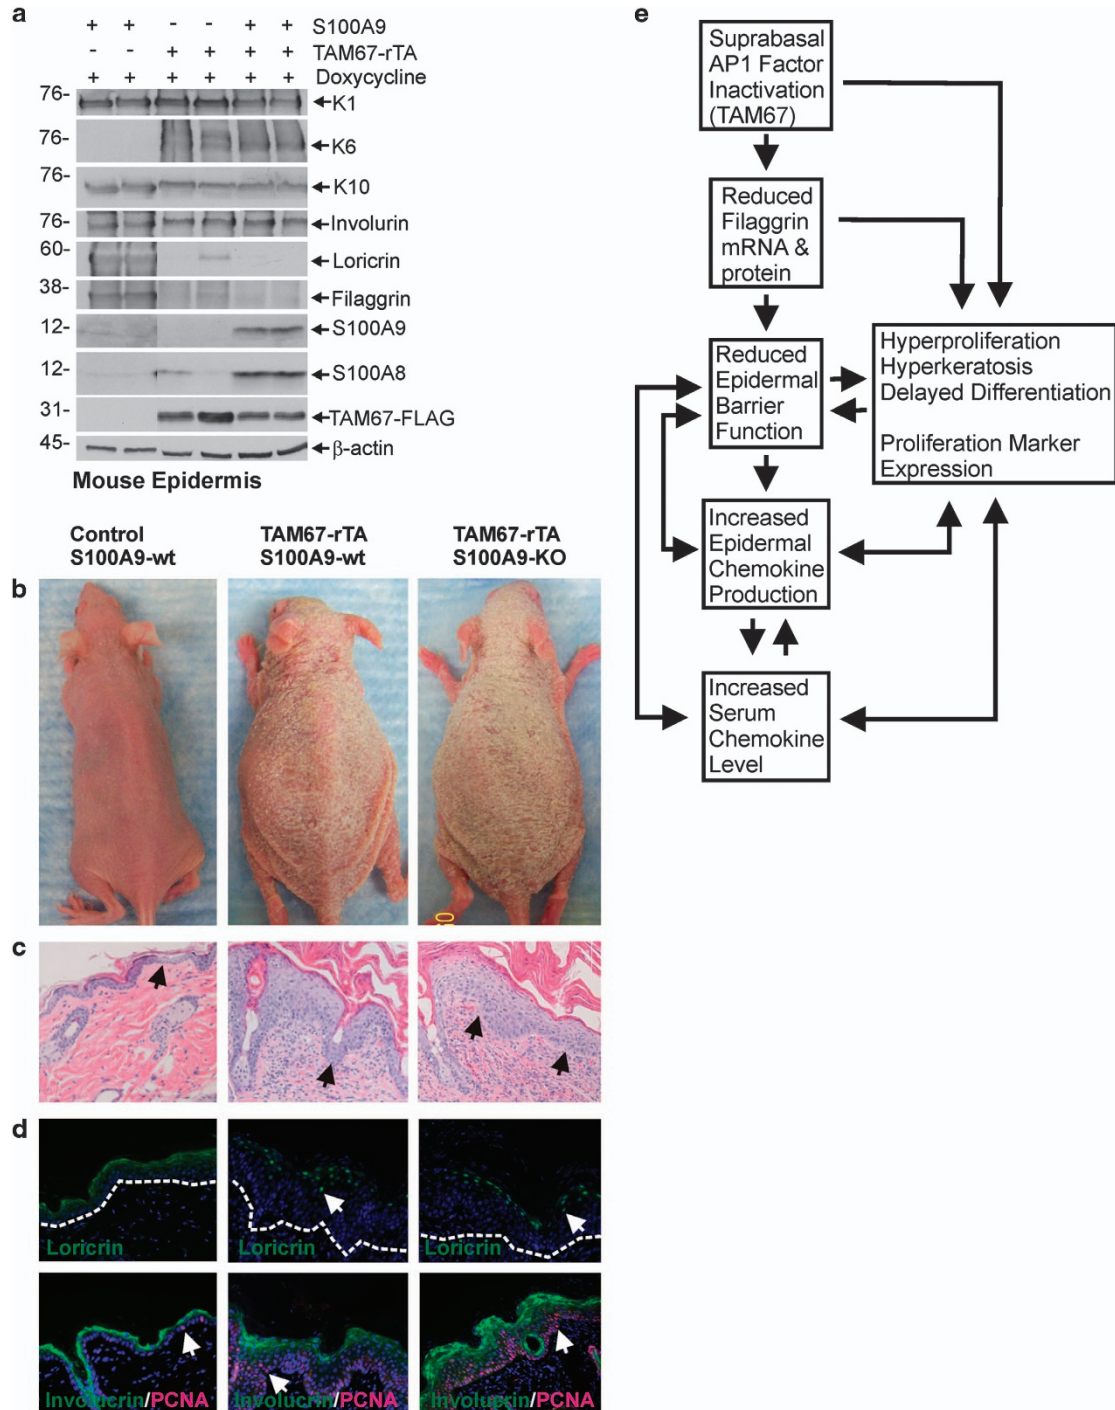 a
+ + - - + + S100A9
- - + + + + TAM67-rTA
+ + + + + + Doxycycline
76- K1
76- K6
76- K10
76- Involurin
60- Loricrin
38- Filaggrin
12- S100A9
12- S100A8
31- TAM67-FLAG
45- β-actin
Mouse Epidermis
Control
S100A9-wt
TAM67-rTA
S100A9-wt
TAM67-rTA
S100A9-KO
b
c
d
Loricrin
Loricrin
Loricrin
Involucrin/PCNA
Involucrin/PCNA
Involucrin/PCNA
e
Suprabasal
AP1 Factor
Inactivation
(TAM67)
Reduced
Filaggrin
mRNA &
protein
Reduced
Epidermal
Barrier
Function
Hyperproliferation
Hyperkeratosis
Delayed Differentiation
Proliferation Marker
Expression
Increased
Epidermal
Chemokine
Production
Increased
Serum
Chemokine
Level